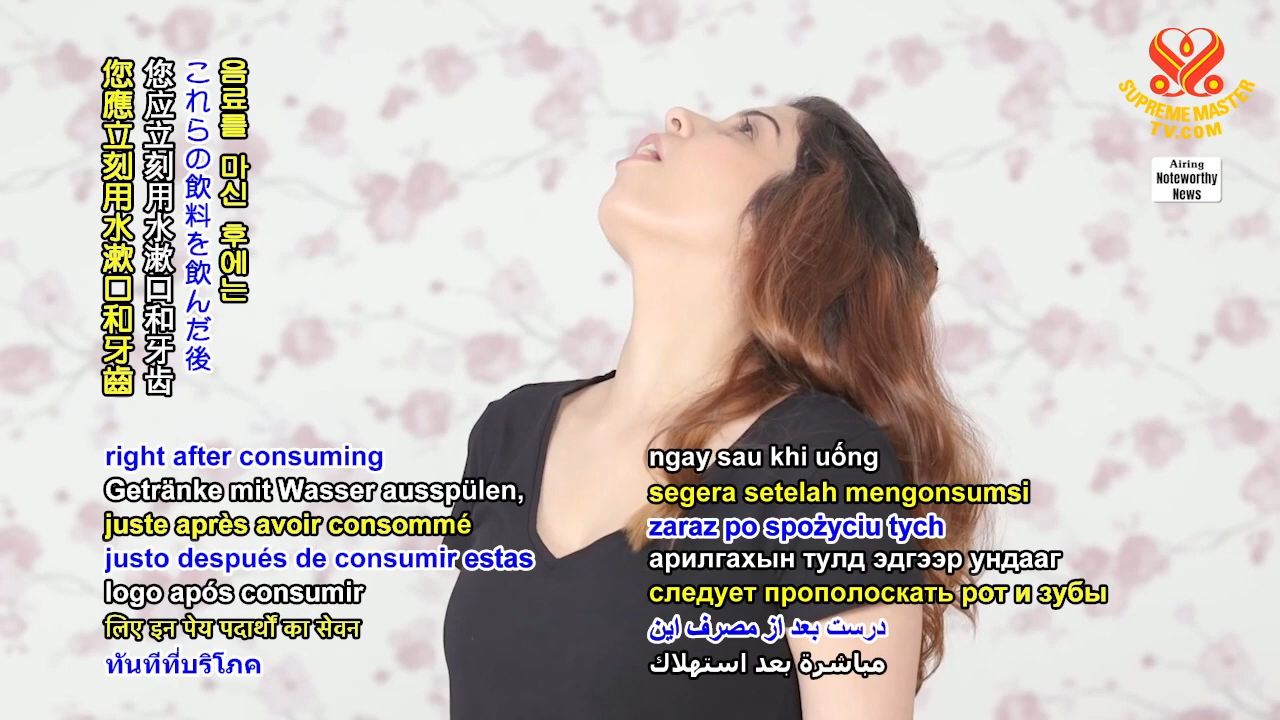 您應立刻用水漱口和牙齒
您应立刻用水漱口和牙齿
これらの飲料を飲んだ後
음료를 마신 후에는
SUPREME MASTER
TV.COM
Airing
Noteworthy
News
right after consuming
Getränke mit Wasser ausspülen,
juste après avoir consommé
justo después de consumir estas
logo após consumir
लिए इन पेय पदार्थों का सेवन
ทันทีที่บริโภค
ngay sau khi uống
segera setelah mengonsumsi
zaraz po spożyciu tych
арилгахын тулд эдгээр ундааг
следует прополоскать рот и зубы
درست بعد از مصرف این
مباشرة بعد استهلاك